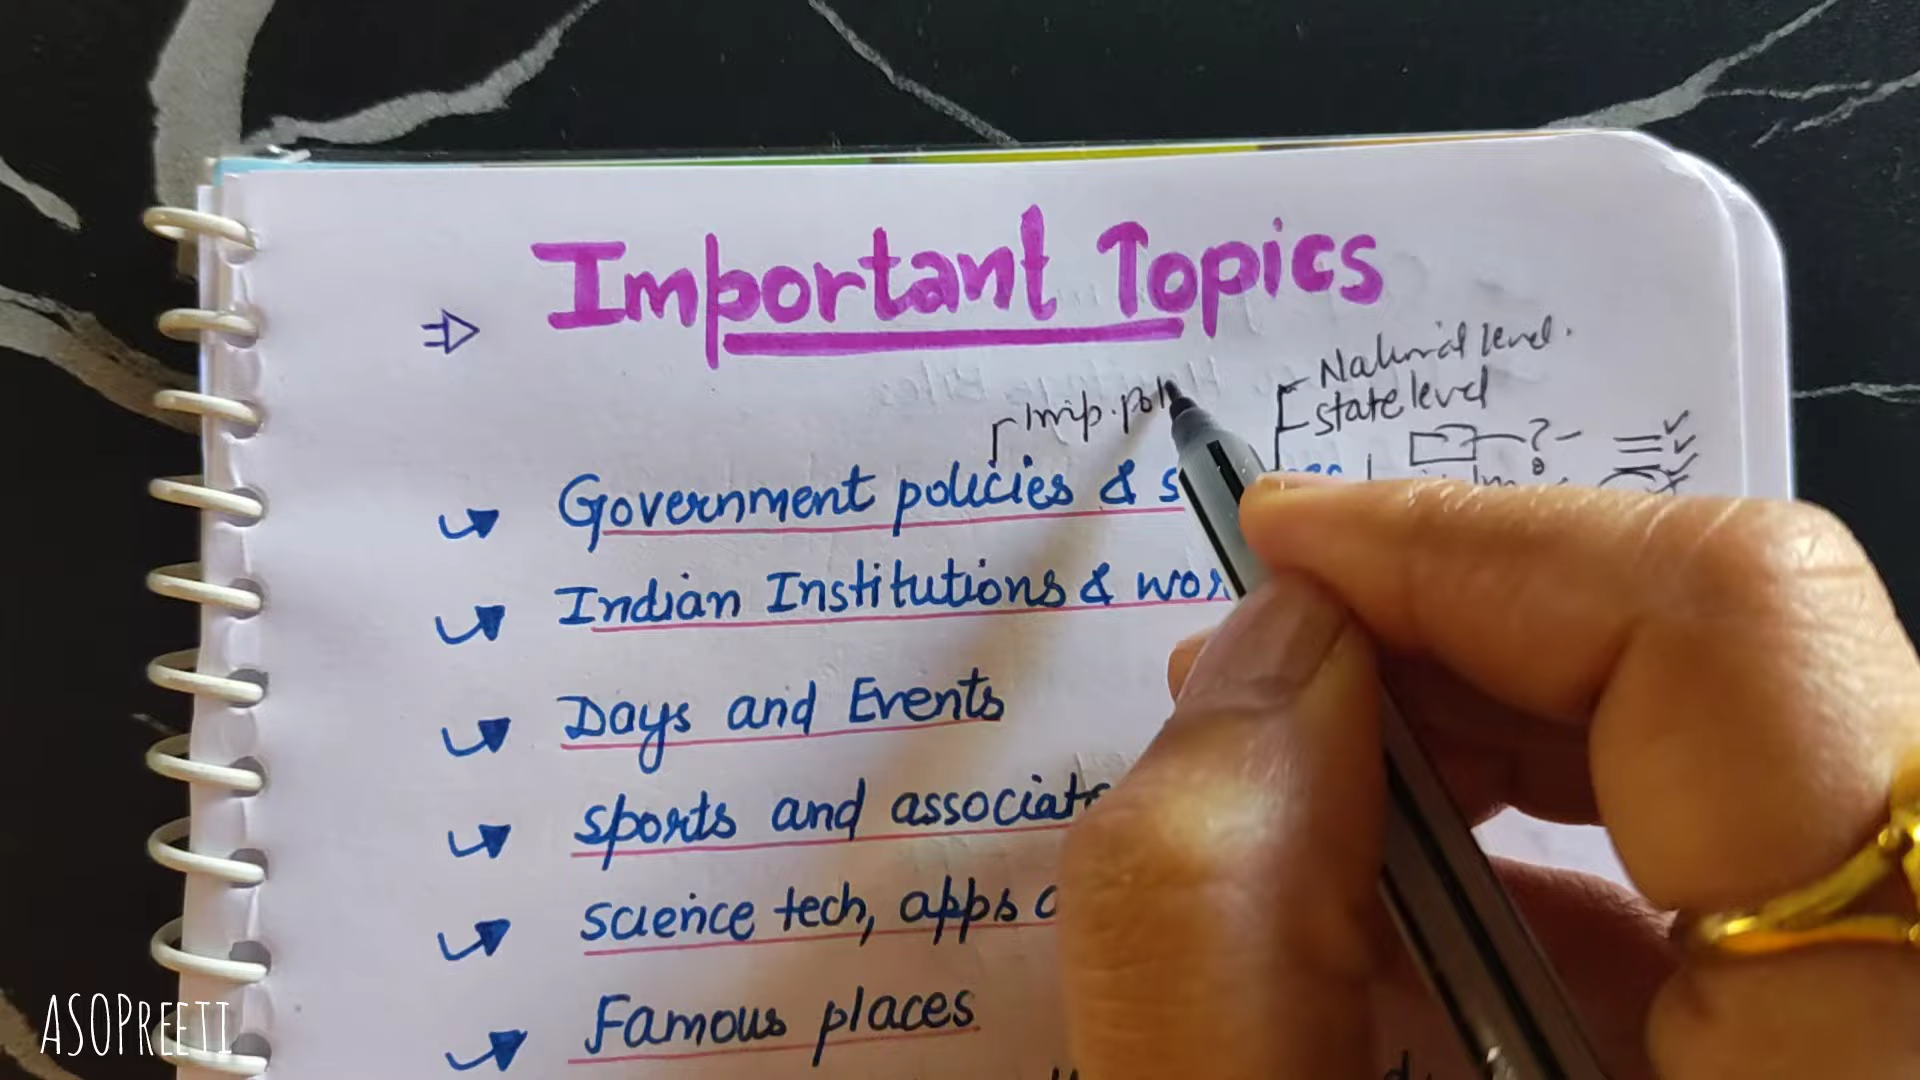 Important Topics
National level.
state level
Imp. pol
?
Government policies & s
Indian Institutions & wor
Days and Events
sports and associat
science tech, apps
Famous places
ASOPREETI